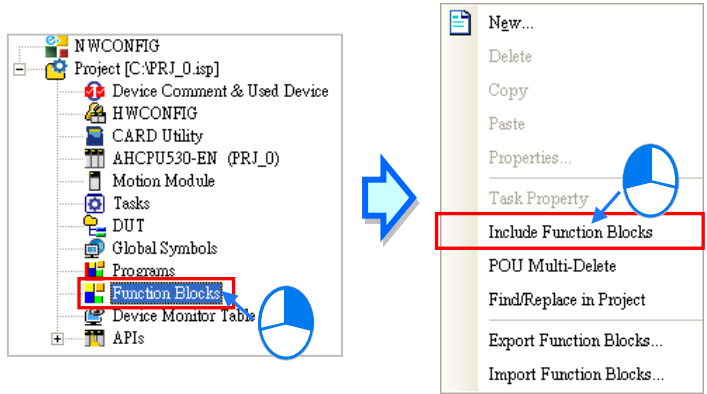 NWCONFIG
Project [C:\PRJ_0.isp]
Device Comment & Used Device
HWCONFIG
CARD Utility
AHCPU530-EN (PRJ_0)
Motion Module
Tasks
DUT
Global Symbols
Programs
Function Blocks
Device Monitor Table
APIs
New...
Delete
Copy
Paste
Properties...
Task Property
Include Function Blocks
POU Multi-Delete
Find/Replace in Project
Export Function Blocks...
Import Function Blocks...